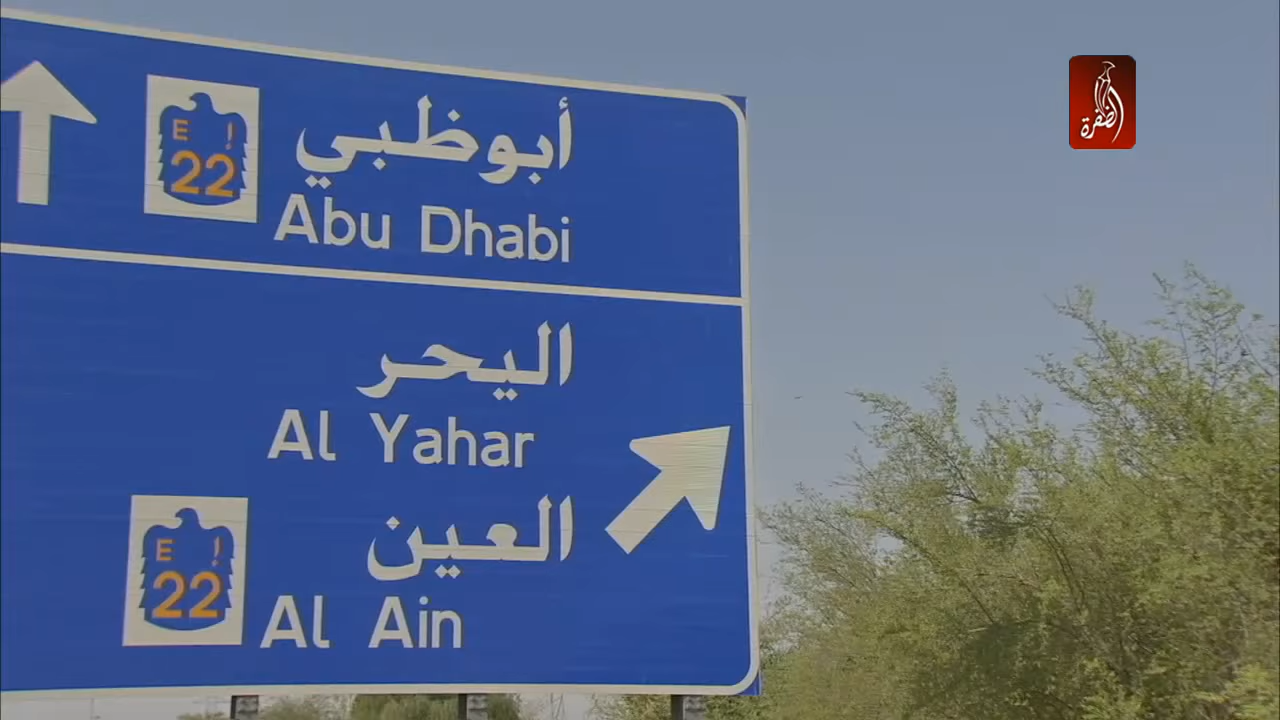 أبوظبي
E إ
22
Abu Dhabi
اليحر
Al Yahar
العين
E إ
22
Al Ain
الظفرة